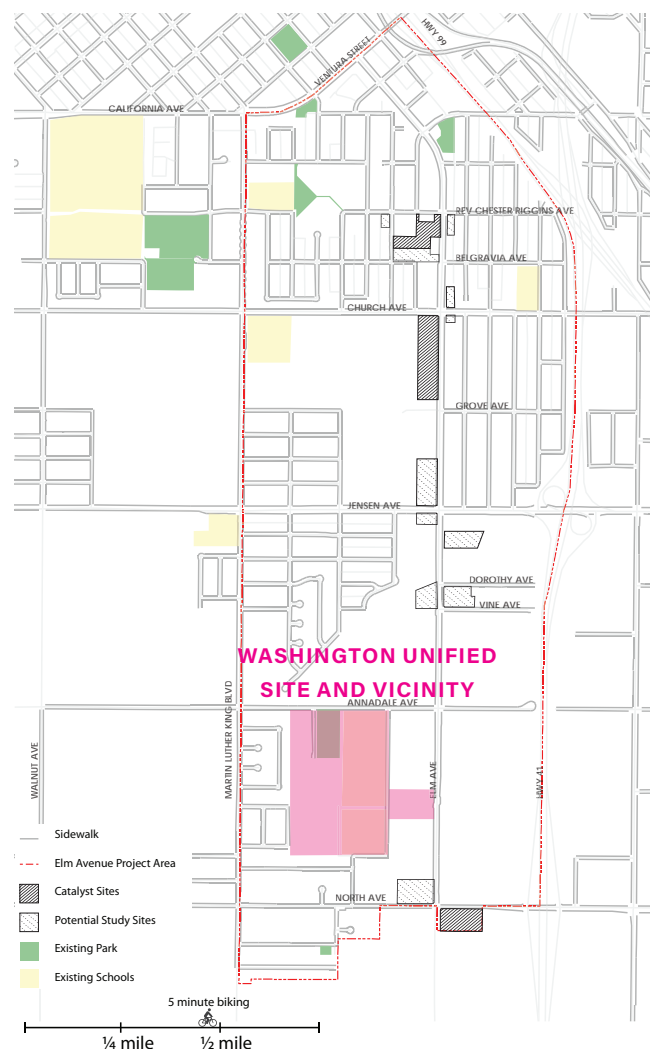 HWY 99
VENTURA STREET
CALIFORNIA AVE
REV CHESTER RIGGINS AVE
BELGRAVIA AVE
CHURCH AVE
GROVE AVE
JENSEN AVE
DOROTHY AVE
VINE AVE
WASHINGTON UNIFIED
SITE AND VICINITY
ANNADALE AVE
WALNUT AVE
MARTIN LUTHER KING BLVD
ELM AVE
HWY 41
NORTH AVE
Sidewalk
Elm Avenue Project Area
Catalyst Sites
Potential Study Sites
Existing Park
Existing Schools
5 minute biking
¼ mile
½ mile